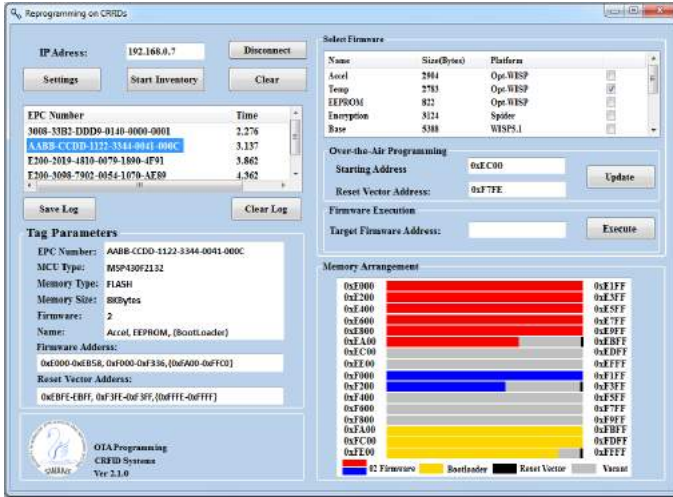 Reprogramming on CRRDs
IP Adress:
192.168.0.7
Disconnect
Settings
Start Inventory
Clear
EPC Number
Time
3008-33B2-DDD9-0140-0000-0001
2.276
AABB-CCDD-1122-3344-0041-000C
3.137
E200-2019-4810-0079-1890-4F91
3.862
E200-3098-7902-0054-1070-AE89
4.362
Save Log
Clear Log
Tag Parameters
EPC Number:
AABB-CCDD-1122-3344-0041-000C
MCU Type:
MSP430F2132
Memory Type:
FLASH
Memory Size:
8KBytes
Firmware:
2
Name:
Accel, EEPROM, (BootLoader)
Firmware Adderss:
0xE000-0xEB58, 0xF000-0xF336,(0xFA00-0xFFC0)
Reset Vector Adderss:
0xEBFE-EBFF, 0xF3FE-0xF3FF,(0xFFFE-0xFFFF)
OTA Programming
CRFID Systems
Ver 2.1.0
Select Firmware
Name
Size(Bytes)
Platform
Accel
2904
Opt-WISP
Temp
2783
Opt-WISP
EEPROM
822
Opt-WISP
Encryption
3124
Spider
Base
5388
WISP5.1
Over-the-Air Programming
Starting Address
0xEC00
Reset Vector Address:
0xF7FE
Update
Firmware Execution
Target Firmware Address:
Execute
Memory Arrangement
0xE000
0xE1FF
0xE200
0xE3FF
0xE400
0xE5FF
0xE600
0xE7FF
0xE800
0xE9FF
0xEA00
0xEBFF
0xEC00
0xEDFF
0xEE00
0xEFFF
0xF000
0xF1FF
0xF200
0xF3FF
0xF400
0xF5FF
0xF600
0xF7FF
0xF800
0xF9FF
0xFA00
0xFBFF
0xFC00
0xFDFF
0xFE00
0xFFFF
02 Firmware
Bootloader
Reset Vector
Vacant